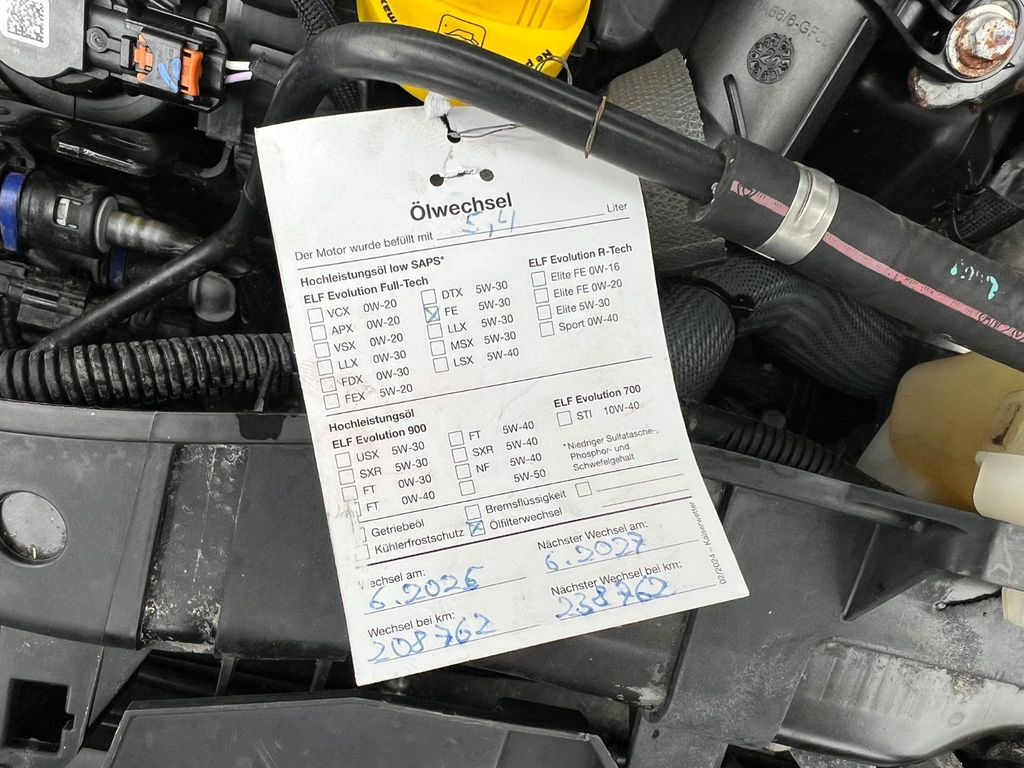 Ölwechsel
Der Motor wurde befüllt mit 5,4 Liter
Hochleistungsöl low SAPS*
ELF Evolution Full-Tech
VCX 0W-20
APX 0W-20
VSX 0W-20
LLX 0W-30
FDX 0W-30
FEX 5W-20
DTX 5W-30
FE 5W-30
LLX 5W-30
MSX 5W-30
LSX 5W-40
ELF Evolution R-Tech
Elite FE 0W-16
Elite FE 0W-20
Elite 5W-30
Sport 0W-40
Hochleistungsöl
ELF Evolution 900
USX 5W-30
SXR 5W-30
FT 0W-30
FT 0W-40
FT 5W-40
SXR 5W-40
NF 5W-40
5W-50
ELF Evolution 700
STI 10W-40
*Niedriger Sulfatasche-,
Phosphor- und
Schwefelgehalt
Getriebeöl
Bremsflüssigkeit
Kühlerfrostschutz
Ölfilterwechsel
Wechsel am:
6.2025
Nächster Wechsel am:
6.2027
Wechsel bei km:
208762
Nächster Wechsel bei km:
238762
02/2024 – Kaiserwetter